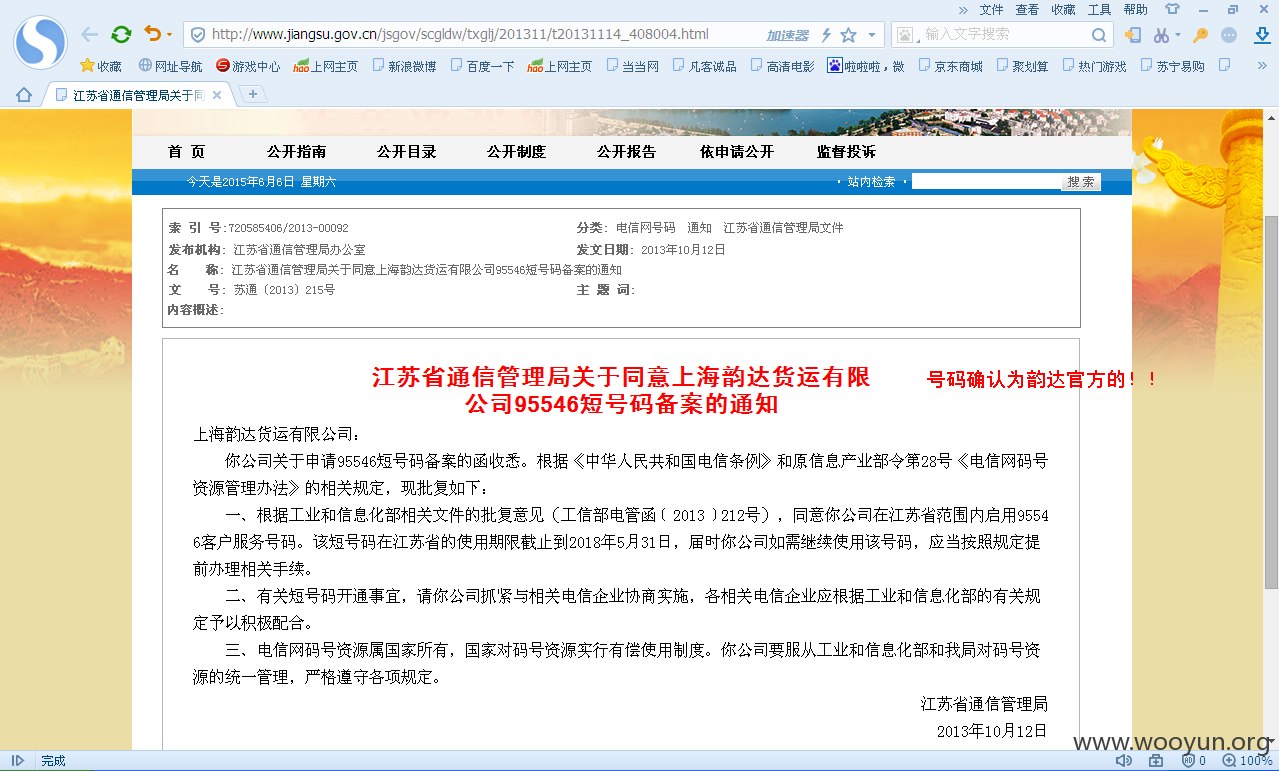 » 文件 查看 收藏 工具 帮助
http://www.jiangsu.gov.cn/jsgov/scgldw/txglj/201311/t20131114_408004.html 加速器 输入文字搜索
收藏 网址导航 游戏中心 hao 上网主页 新浪微博 百度一下 hao 上网主页 当当网 凡客诚品 高清电影 啦啦啦，微 京东商城 聚划算 热门游戏 苏宁易购 »
江苏省通信管理局关于同
首 页 公开指南 公开目录 公开制度 公开报告 依申请公开 监督投诉
今天是2015年6月6日 星期六 · 站内检索 · 搜 索
索 引 号:720585406/2013-00092 分类: 电信网号码 通知 江苏省通信管理局文件
发布机构: 江苏省通信管理局办公室 发文日期: 2013年10月12日
名 称: 江苏省通信管理局关于同意上海韵达货运有限公司95546短号码备案的通知
文 号: 苏通〔2013〕215号 主 题 词:
内容概述:
江苏省通信管理局关于同意上海韵达货运有限 号码确认为韵达官方的！！
公司95546短号码备案的通知
上海韵达货运有限公司：
你公司关于申请95546短号码备案的函收悉。根据《中华人民共和国电信条例》和原信息产业部令第28号《电信网码号
资源管理办法》的相关规定，现批复如下：
一、根据工业和信息化部相关文件的批复意见（工信部电管函﹝2013﹞212号），同意你公司在江苏省范围内启用9554
6客户服务号码。该短号码在江苏省的使用期限截止到2018年5月31日，届时你公司如需继续使用该号码，应当按照规定提
前办理相关手续。
二、有关短号码开通事宜，请你公司抓紧与相关电信企业协商实施，各相关电信企业应根据工业和信息化部的有关规
定予以积极配合。
三、电信网码号资源属国家所有，国家对码号资源实行有偿使用制度。你公司要服从工业和信息化部和我局对码号资
源的统一管理，严格遵守各项规定。
江苏省通信管理局
2013年10月12日
www.wooyun.org
完成 0 100%